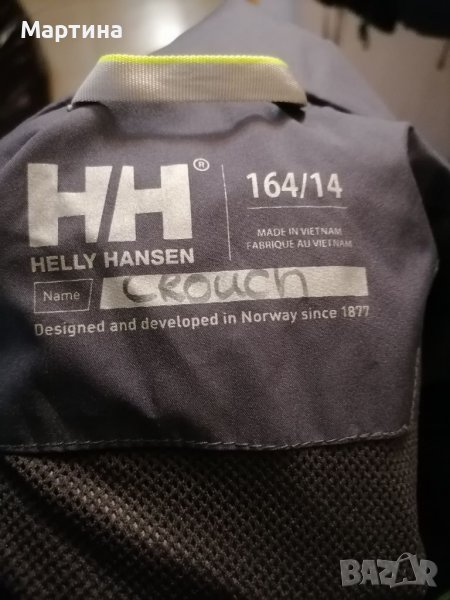 Мартина
HH®
164/14
MADE IN VIETNAM
FABRIQUE AU VIETNAM
HELLY HANSEN
Name CROUCH
Designed and developed in Norway since 1877
BAZAR